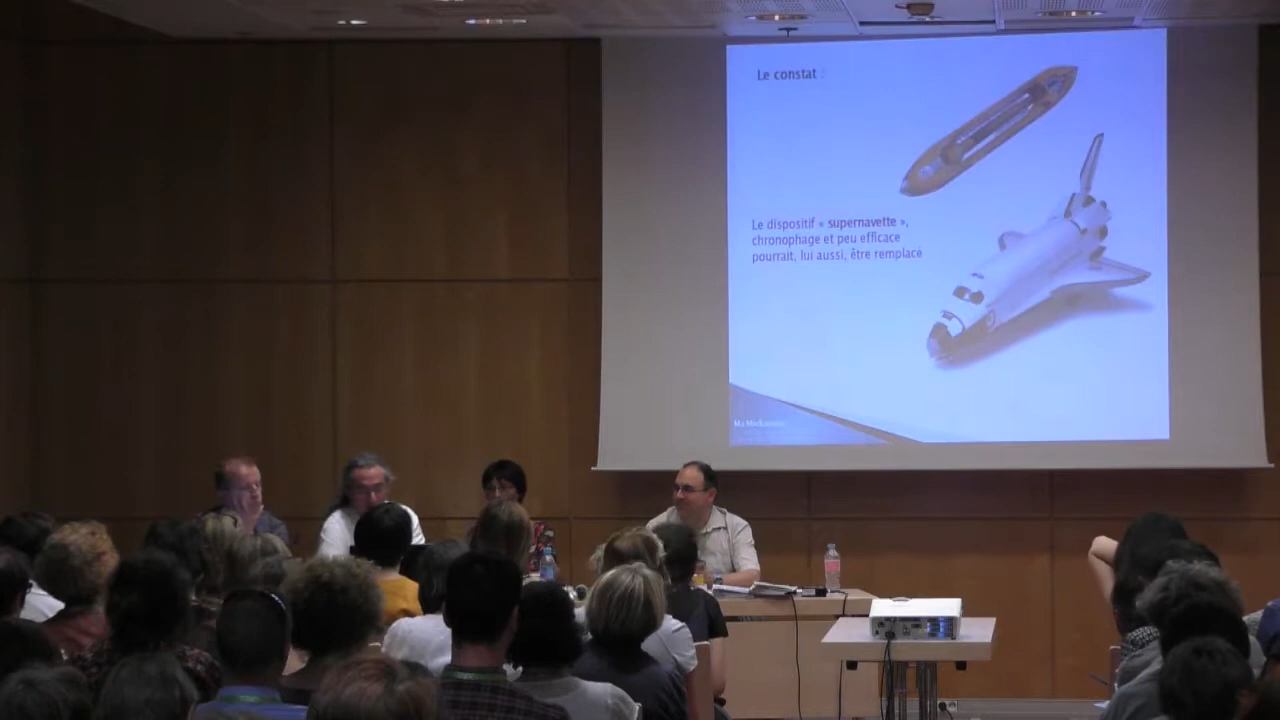 Le constat :
Le dispositif « supernavette »,
chronophage et peu efficace
pourrait, lui aussi, être remplacé